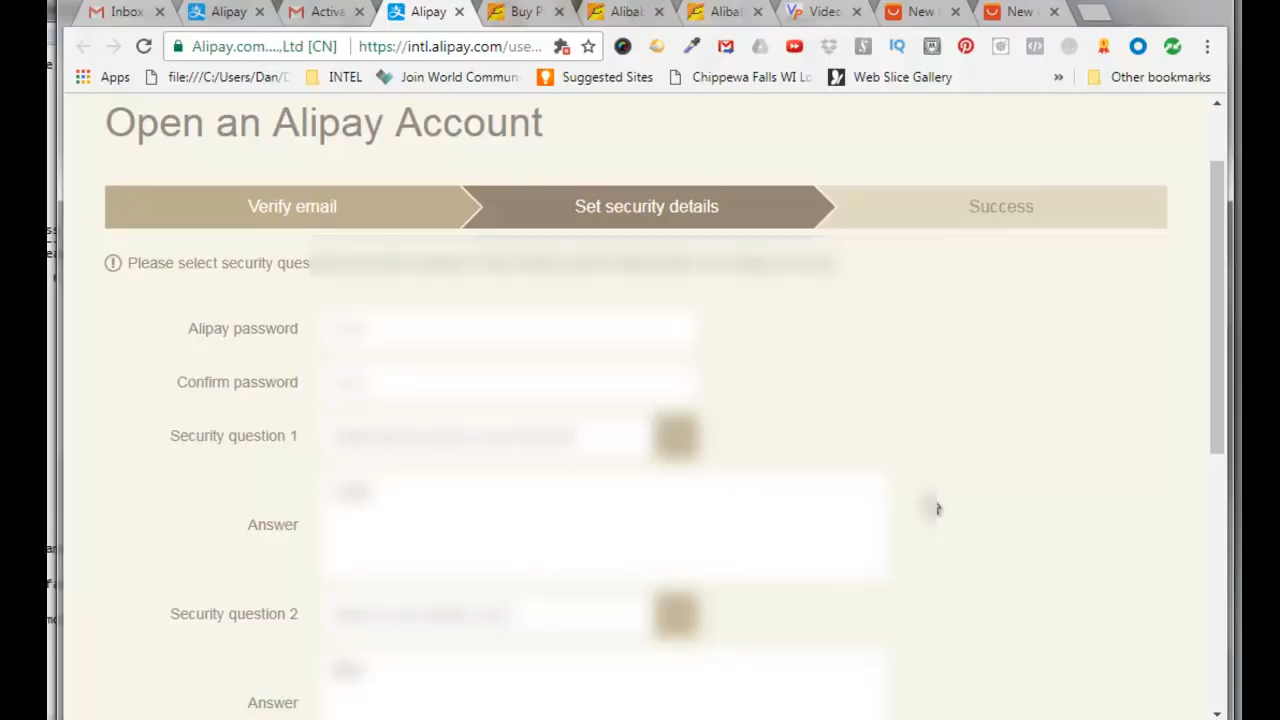 Inbox
Alipay
Activa
Alipay
Buy P
Alibab
Alibab
Video
New
New
Alipay.com.....Ltd [CN]
https://intl.alipay.com/use...
Apps
file:///C:/Users/Dan/
INTEL
Join World Commun
Suggested Sites
Chippewa Falls WI Lo
Web Slice Gallery
»
Other bookmarks
Open an Alipay Account
Verify email
Set security details
Success
Please select security ques
Alipay password
Confirm password
Security question 1
Answer
Security question 2
Answer